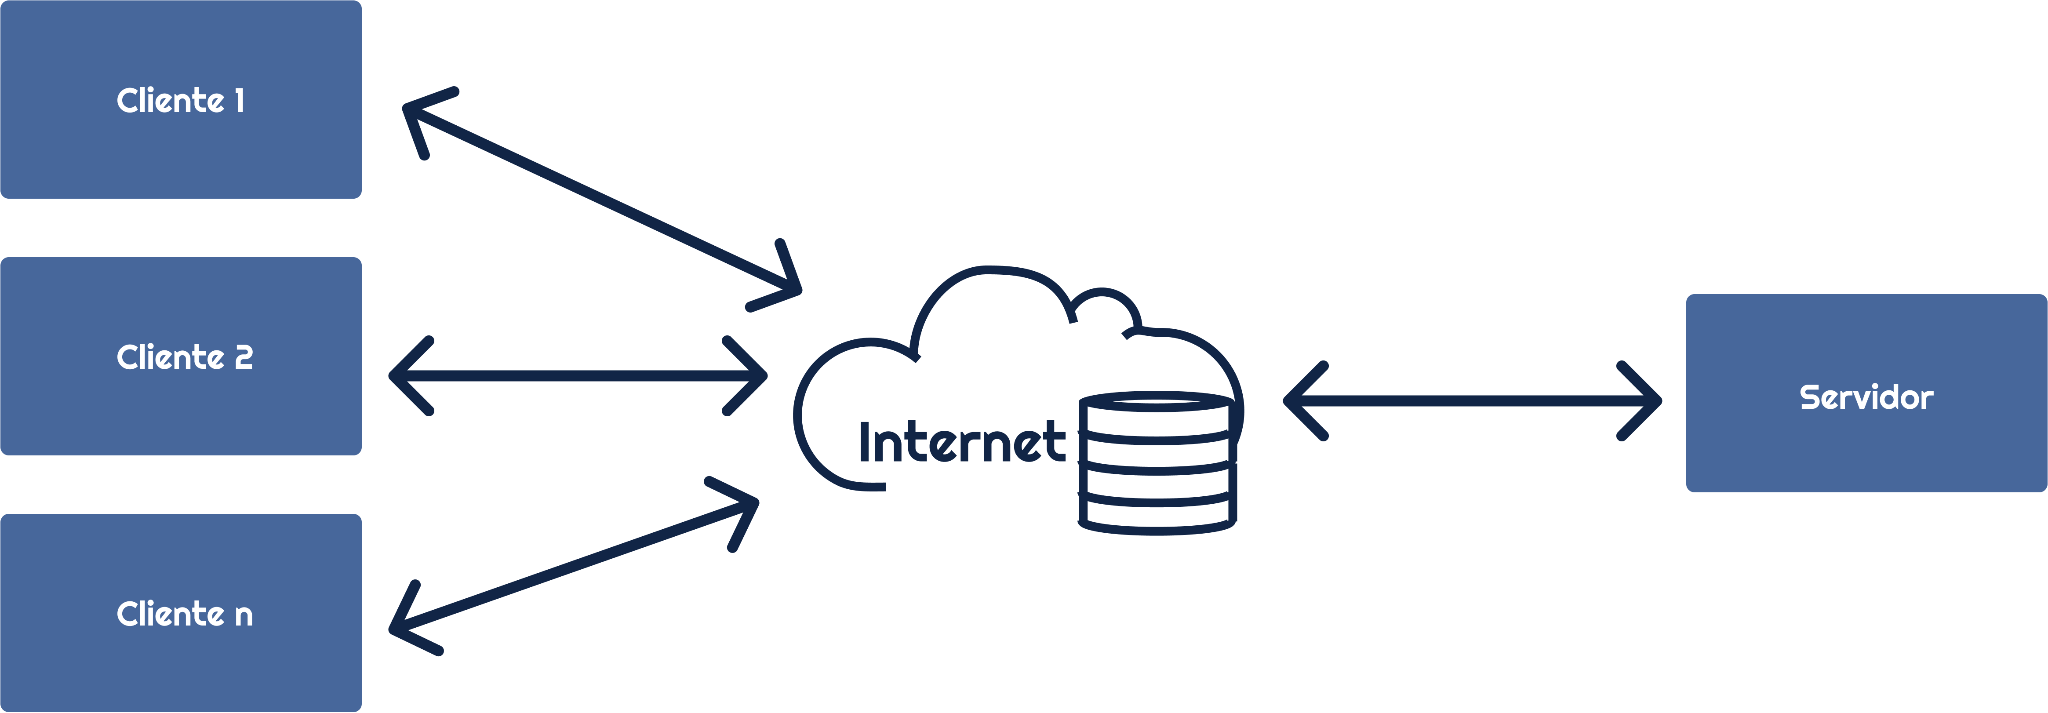 Cliente 1
Cliente 2
Cliente n
Internet
Servidor